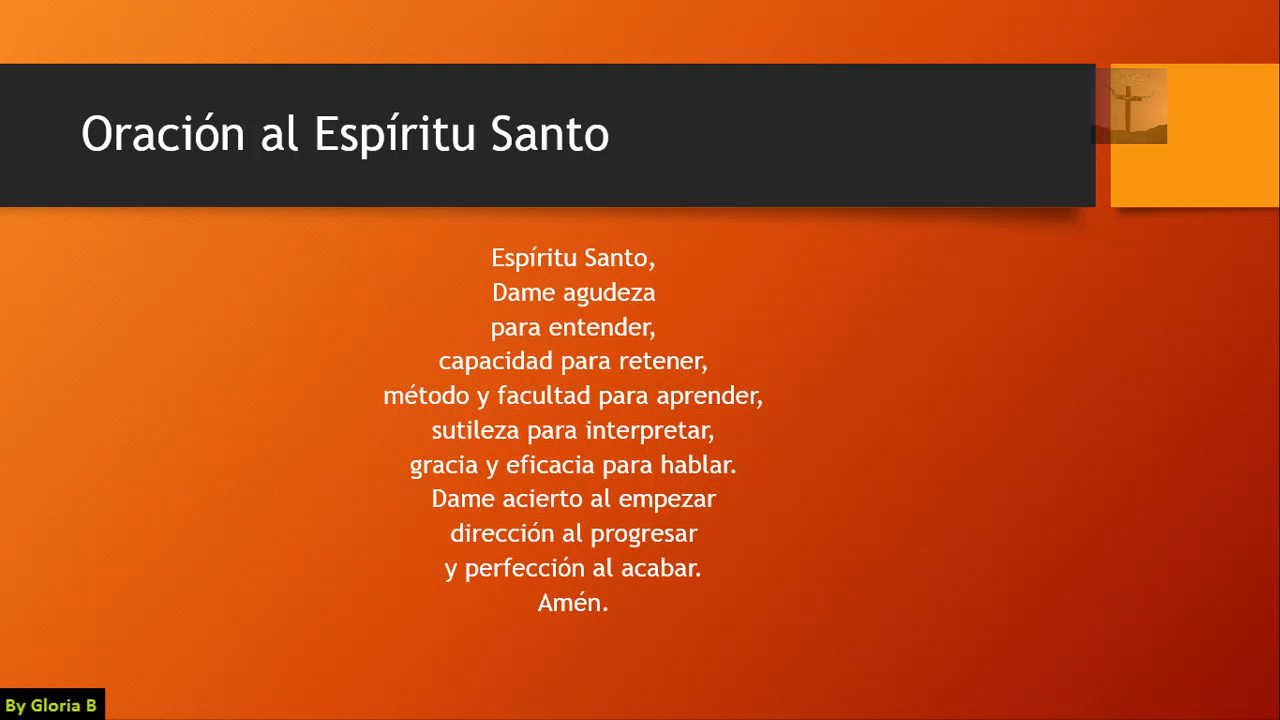 Oración al Espíritu Santo
Espíritu Santo,
Dame agudeza
para entender,
capacidad para retener,
método y facultad para aprender,
sutileza para interpretar,
gracia y eficacia para hablar.
Dame acierto al empezar
dirección al progresar
y perfección al acabar.
Amén.
By Gloria B